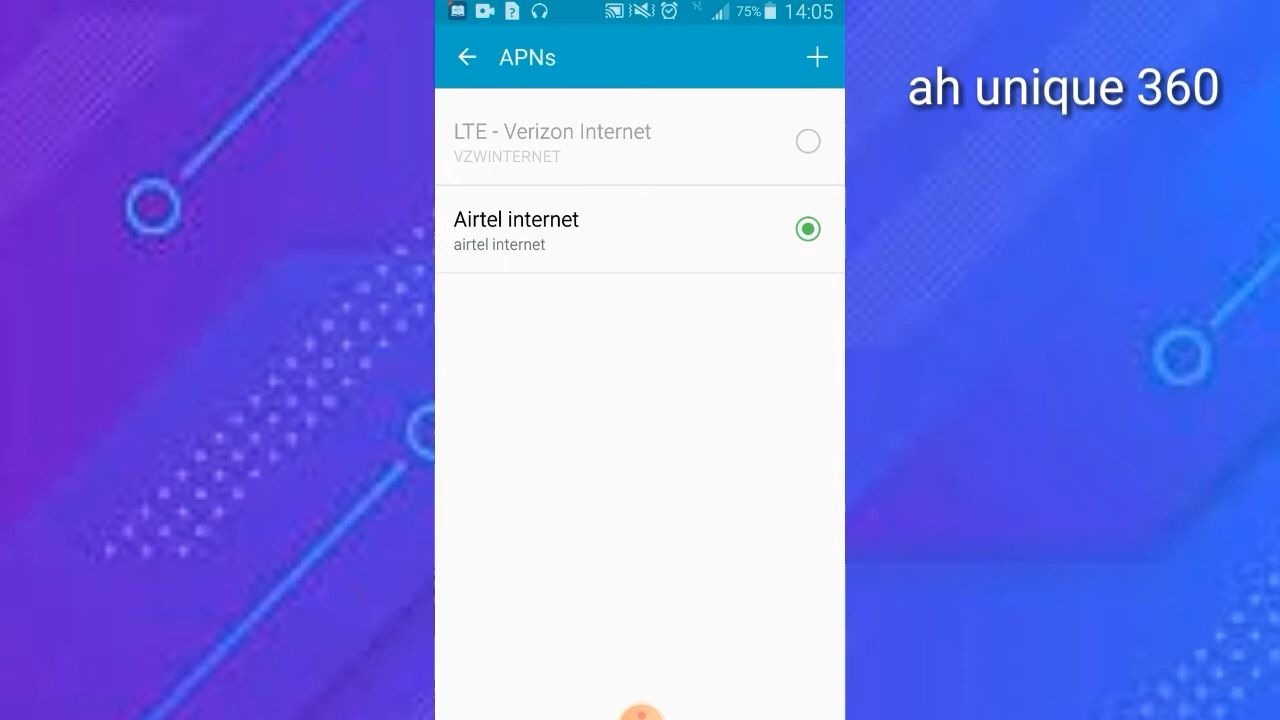 75% 14:05
APNs
ah unique 360
LTE - Verizon Internet
VZWINTERNET
Airtel internet
airtel internet